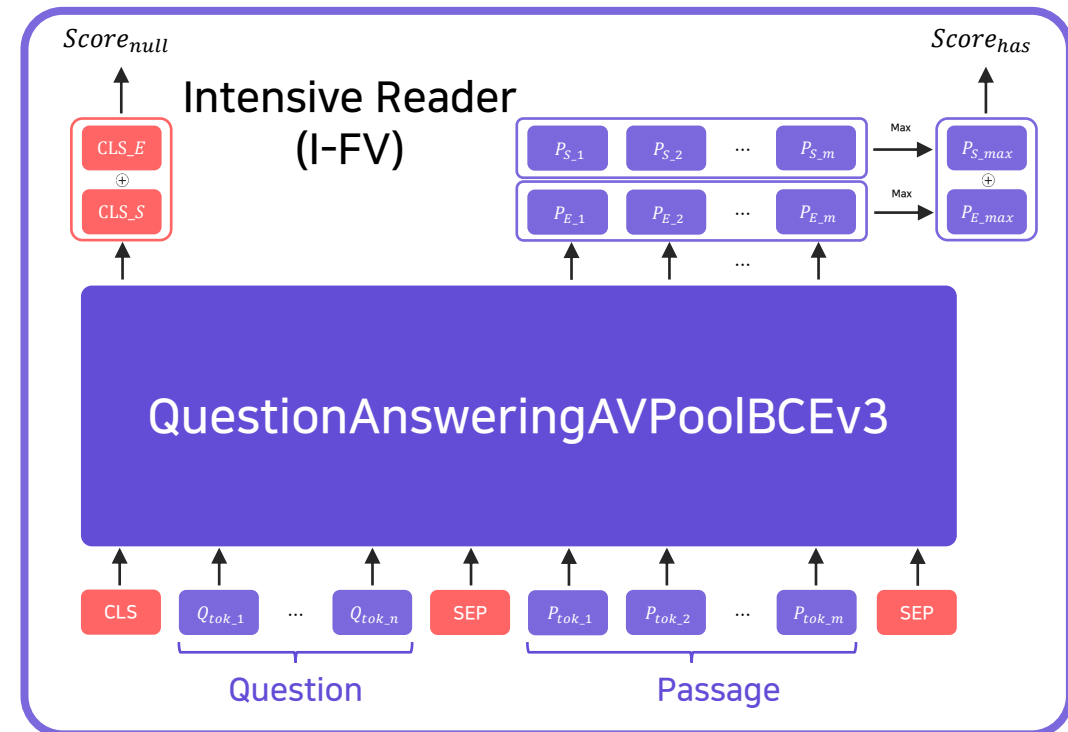 Score_null
Score_has
Intensive Reader
(I-FV)
CLS_E
⊕
CLS_S
P_S_1 P_S_2 ... P_S_m
Max
P_S_max
⊕
P_E_1 P_E_2 ... P_E_m
Max
P_E_max
...
QuestionAnsweringAVPoolBCEv3
CLS Q_tok_1 ... Q_tok_n SEP P_tok_1 P_tok_2 ... P_tok_m SEP
Question
Passage